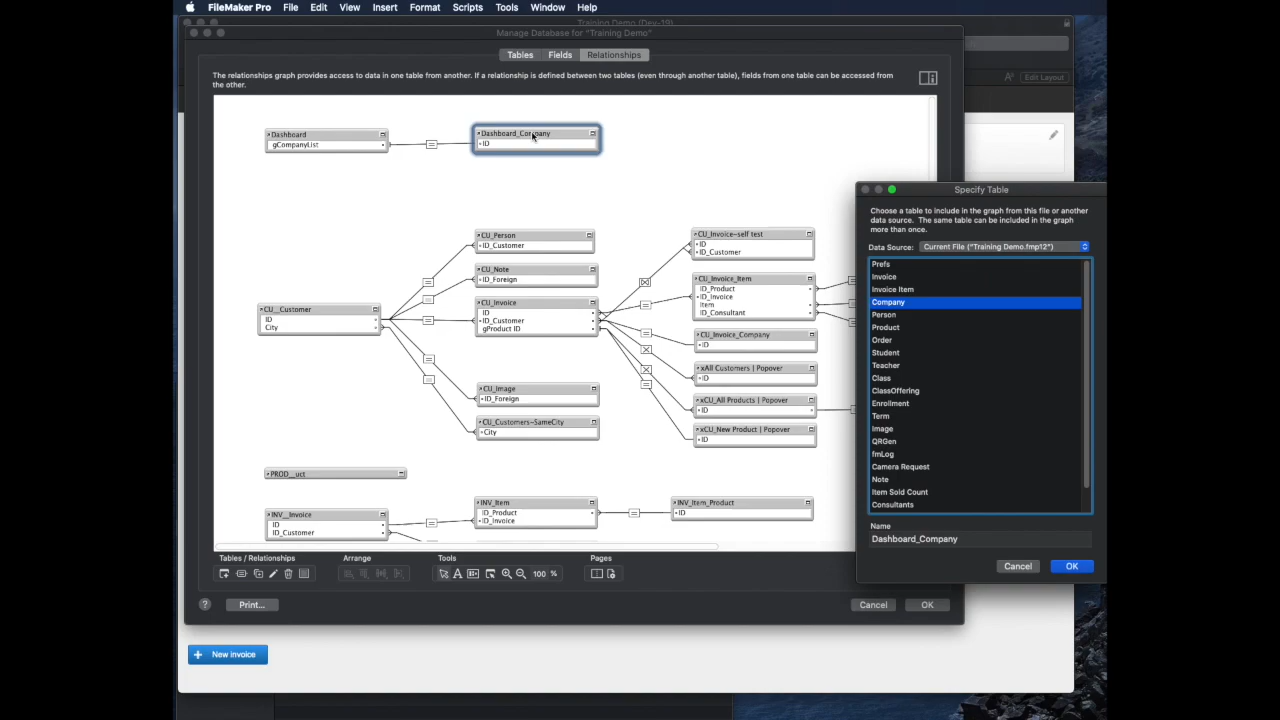 FileMaker Pro File Edit View Insert Format Scripts Tools Window Help
Training Demo (Dev-19)
Manage Database for "Training Demo"
Tables Fields Relationships
The relationships graph provides access to data in one table from another. If a relationship is defined between two tables (even through another table), fields from one table can be accessed from
the other.
Edit Layout
Dashboard
gCompanyList
Dashboard_Company
ID
CU_Person
ID_Customer
CU_Note
ID_Foreign
CU_Invoice
ID
ID_Customer
gProduct ID
CU__Customer
ID
City
CU_Image
ID_Foreign
CU_Customers~SameCity
City
CU_Invoice~self test
ID
ID_Customer
CU_Invoice_Item
ID_Product
ID_Invoice
Item
ID_Consultant
CU_Invoice_Company
ID
xAll Customers | Popover
ID
xCU_All Products | Popover
ID
xCU_New Product | Popover
ID
PROD__uct
INV__Invoice
ID
ID_Customer
INV_Item
ID_Product
ID_Invoice
INV_Item_Product
ID
Tables / Relationships Arrange Tools Pages
100 %
? Print... Cancel OK
+ New invoice
Specify Table
Choose a table to include in the graph from this file or another
data source. The same table can be included in the graph
more than once.
Data Source: Current File ("Training Demo.fmp12")
Prefs
Invoice
Invoice Item
Company
Person
Product
Order
Student
Teacher
Class
ClassOffering
Enrollment
Term
Image
QRGen
fmLog
Camera Request
Note
Item Sold Count
Consultants
Name
Dashboard_Company
Cancel OK